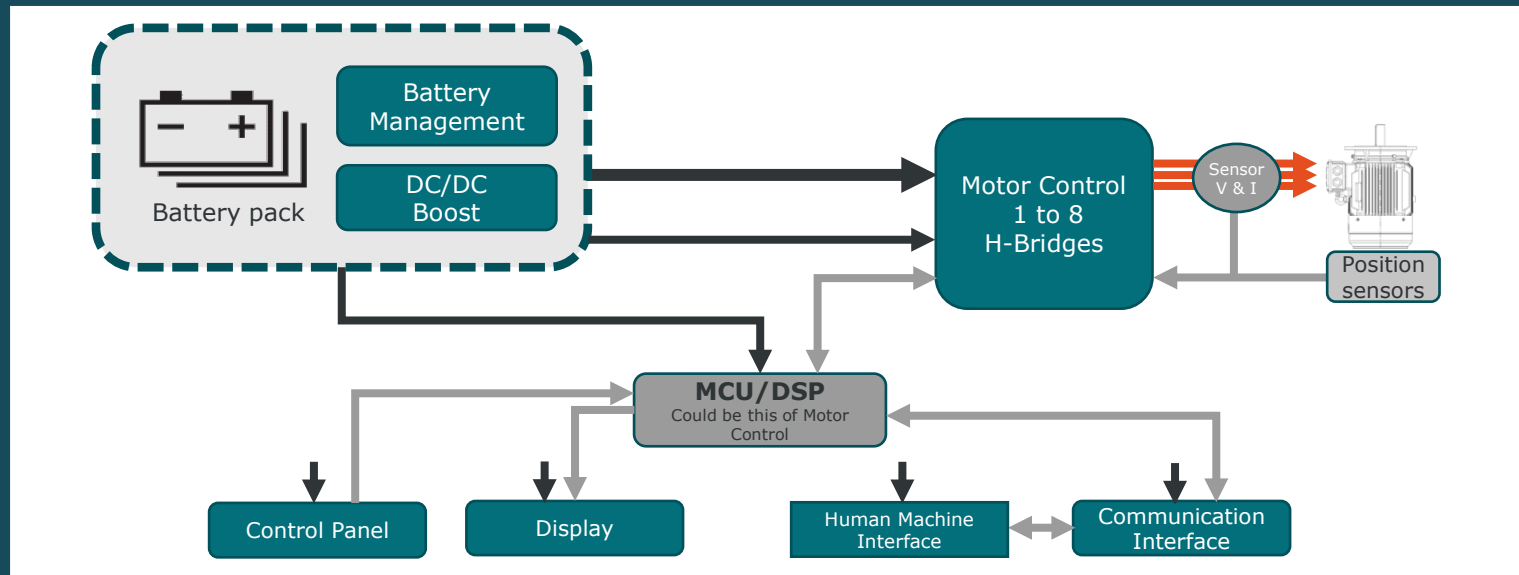 Battery
Management
DC/DC
Boost
Battery pack
Motor Control
1 to 8
H-Bridges
Sensor
V & I
Position
sensors
MCU/DSP
Could be this of Motor
Control
Control Panel
Display
Human Machine
Interface
Communication
Interface